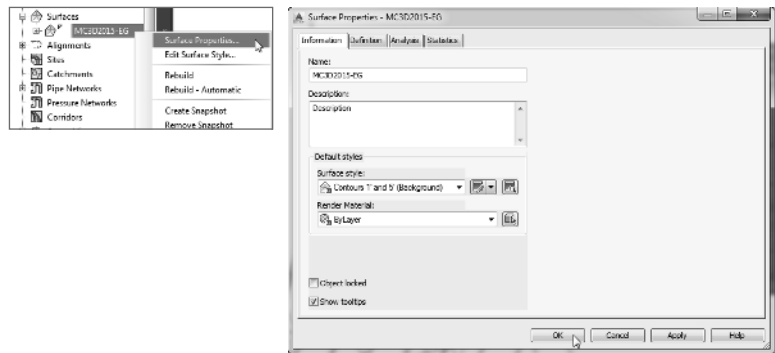 Surfaces
MC3D2015-EG
Alignments
Sites
Catchments
Pipe Networks
Pressure Networks
Corridors
Surface Properties...
Edit Surface Style...
Rebuild
Rebuild - Automatic
Create Snapshot
Remove Snapshot
Surface Properties - MC3D2015-EG
Information Definition Analysis Statistics
Name:
MC3D2015-EG
Description:
Description
Default styles
Surface style:
Contours 1' and 5' (Background)
Render Material:
ByLayer
Object locked
Show tooltips
OK Cancel Apply Help